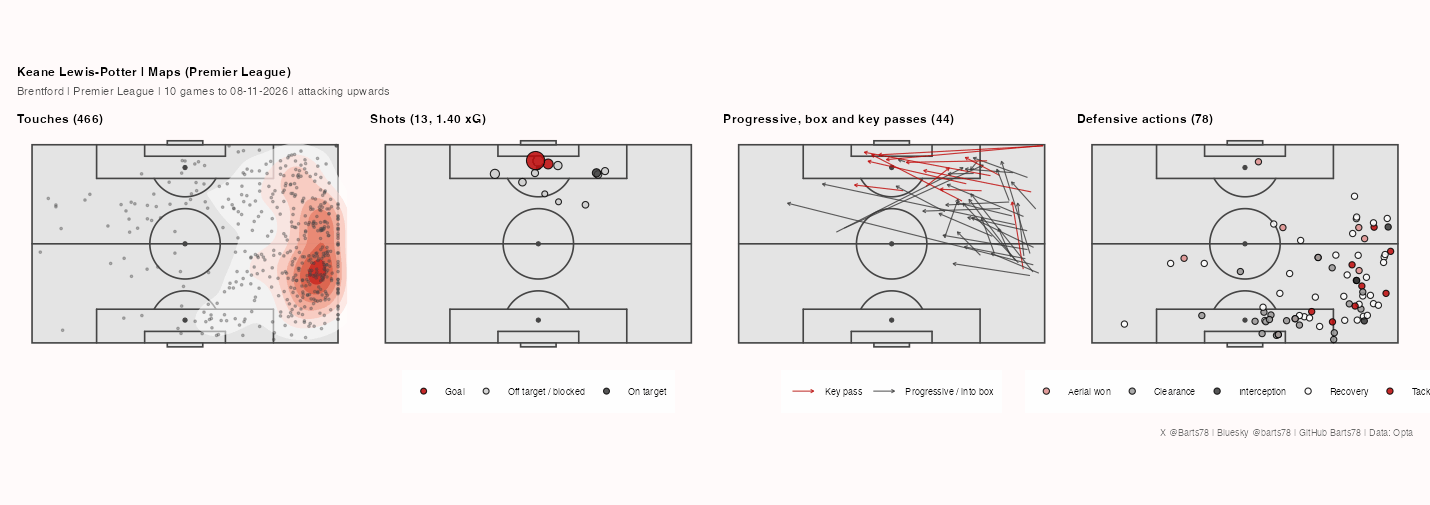 Keane Lewis-Potter | Maps (Premier League)
Brentford | Premier League | 10 games to 08-11-2026 | attacking upwards
Touches (466)
Shots (13, 1.40 xG)
Progressive, box and key passes (44)
Defensive actions (78)
Goal
Off target / blocked
On target
Key pass
Progressive / into box
Aerial won
Clearance
Interception
Recovery
Tack
X @Barts78 | Bluesky @barts78 | GitHub Barts78 | Data: Opta